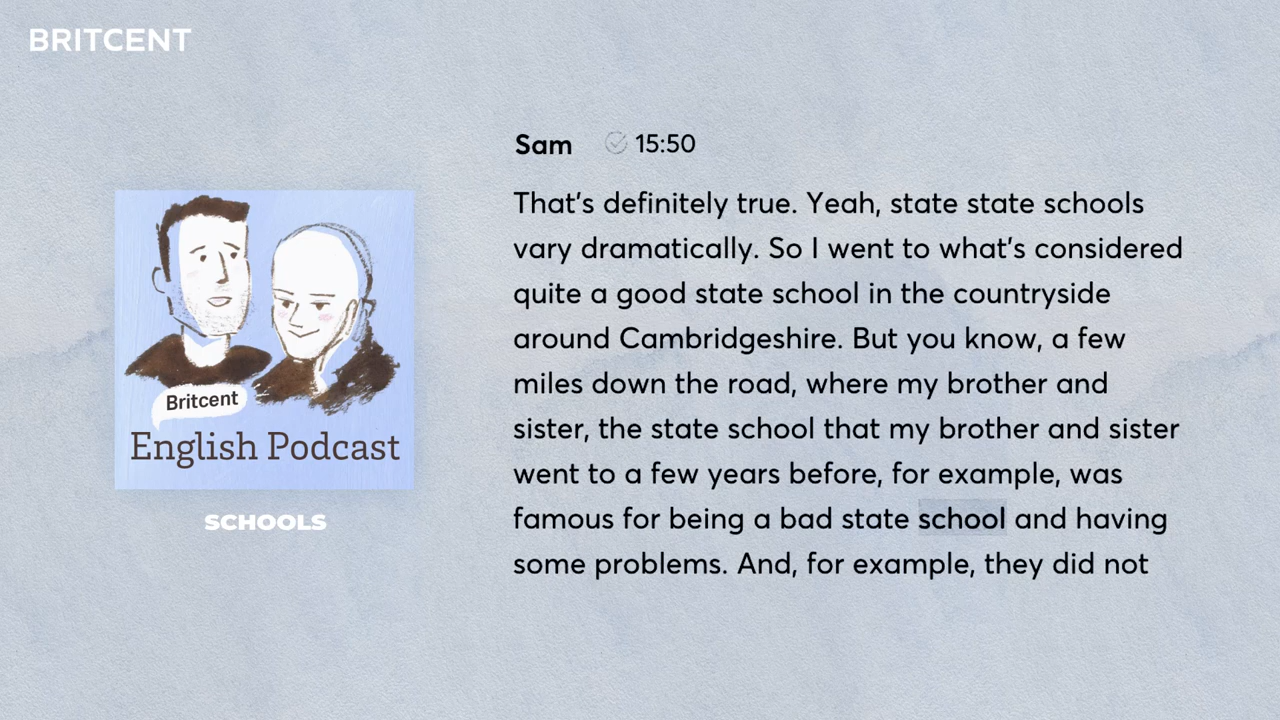 BRITCENT
Sam 15:50
That's definitely true. Yeah, state state schools
vary dramatically. So I went to what's considered
quite a good state school in the countryside
around Cambridgeshire. But you know, a few
miles down the road, where my brother and
sister, the state school that my brother and sister
went to a few years before, for example, was
famous for being a bad state school and having
some problems. And, for example, they did not
Britcent
English Podcast
SCHOOLS